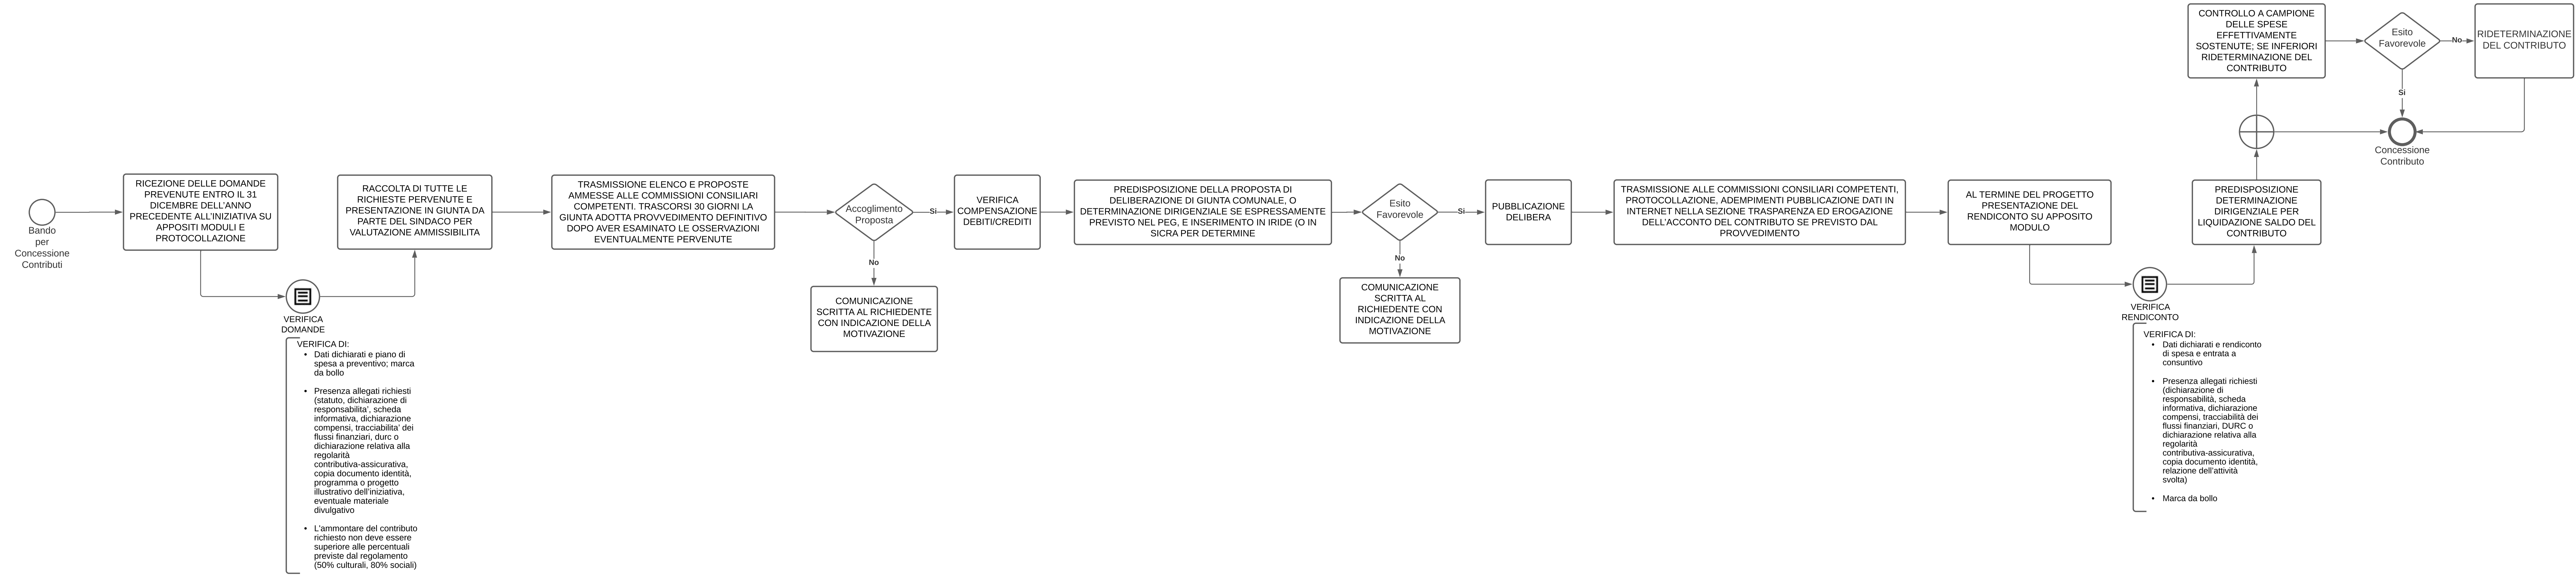 Bando
per
Concessione
Contributi
RICEZIONE DELLE DOMANDE
PREVENUTE ENTRO IL 31
DICEMBRE DELL'ANNO
PRECEDENTE ALL'INIZIATIVA SU
APPOSITI MODULI E
PROTOCOLLAZIONE
VERIFICA
DOMANDE
VERIFICA DI:
• Dati dichiarati e piano di
spesa a preventivo; marca
da bollo
• Presenza allegati richiesti
(statuto, dichiarazione di
responsabilita', scheda
informativa, dichiarazione
compensi, tracciabilita' dei
flussi finanziari, durc o
dichiarazione relativa alla
regolarità
contributiva-assicurativa,
copia documento identità,
programma o progetto
illustrativo dell'iniziativa,
eventuale materiale
divulgativo
• L'ammontare del contributo
richiesto non deve essere
superiore alle percentuali
previste dal regolamento
(50% culturali, 80% sociali)
RACCOLTA DI TUTTE LE
RICHIESTE PERVENUTE E
PRESENTAZIONE IN GIUNTA DA
PARTE DEL SINDACO PER
VALUTAZIONE AMMISSIBILITA
TRASMISSIONE ELENCO E PROPOSTE
AMMESSE ALLE COMMISSIONI CONSILIARI
COMPETENTI. TRASCORSI 30 GIORNI LA
GIUNTA ADOTTA PROVVEDIMENTO DEFINITIVO
DOPO AVER ESAMINATO LE OSSERVAZIONI
EVENTUALMENTE PERVENUTE
Accoglimento
Proposta
Si
No
COMUNICAZIONE
SCRITTA AL RICHIEDENTE
CON INDICAZIONE DELLA
MOTIVAZIONE
VERIFICA
COMPENSAZIONE
DEBITI/CREDITI
PREDISPOSIZIONE DELLA PROPOSTA DI
DELIBERAZIONE DI GIUNTA COMUNALE, O
DETERMINAZIONE DIRIGENZIALE SE ESPRESSAMENTE
PREVISTO NEL PEG, E INSERIMENTO IN IRIDE (O IN
SICRA PER DETERMINE
Esito
Favorevole
Si
No
COMUNICAZIONE
SCRITTA AL
RICHIEDENTE CON
INDICAZIONE DELLA
MOTIVAZIONE
PUBBLICAZIONE
DELIBERA
TRASMISSIONE ALLE COMMISSIONI CONSILIARI COMPETENTI,
PROTOCOLLAZIONE, ADEMPIMENTI PUBBLICAZIONE DATI IN
INTERNET NELLA SEZIONE TRASPARENZA ED EROGAZIONE
DELL'ACCONTO DEL CONTRIBUTO SE PREVISTO DAL
PROVVEDIMENTO
AL TERMINE DEL PROGETTO
PRESENTAZIONE DEL
RENDICONTO SU APPOSITO
MODULO
VERIFICA
RENDICONTO
VERIFICA DI:
• Dati dichiarati e rendiconto
di spesa e entrata a
consuntivo
• Presenza allegati richiesti
(dichiarazione di
responsabilità, scheda
informativa, dichiarazione
compensi, tracciabilità dei
flussi finanziari, DURC o
dichiarazione relativa alla
regolarità
contributiva-assicurativa,
copia documento identità,
relazione dell'attività
svolta)
• Marca da bollo
PREDISPOSIZIONE
DETERMINAZIONE
DIRIGENZIALE PER
LIQUIDAZIONE SALDO DEL
CONTRIBUTO
CONTROLLO A CAMPIONE
DELLE SPESE
EFFETTIVAMENTE
SOSTENUTE; SE INFERIORI
RIDETERMINAZIONE DEL
CONTRIBUTO
Esito
Favorevole
No
Si
RIDETERMINAZIONE
DEL CONTRIBUTO
Concessione
Contributo